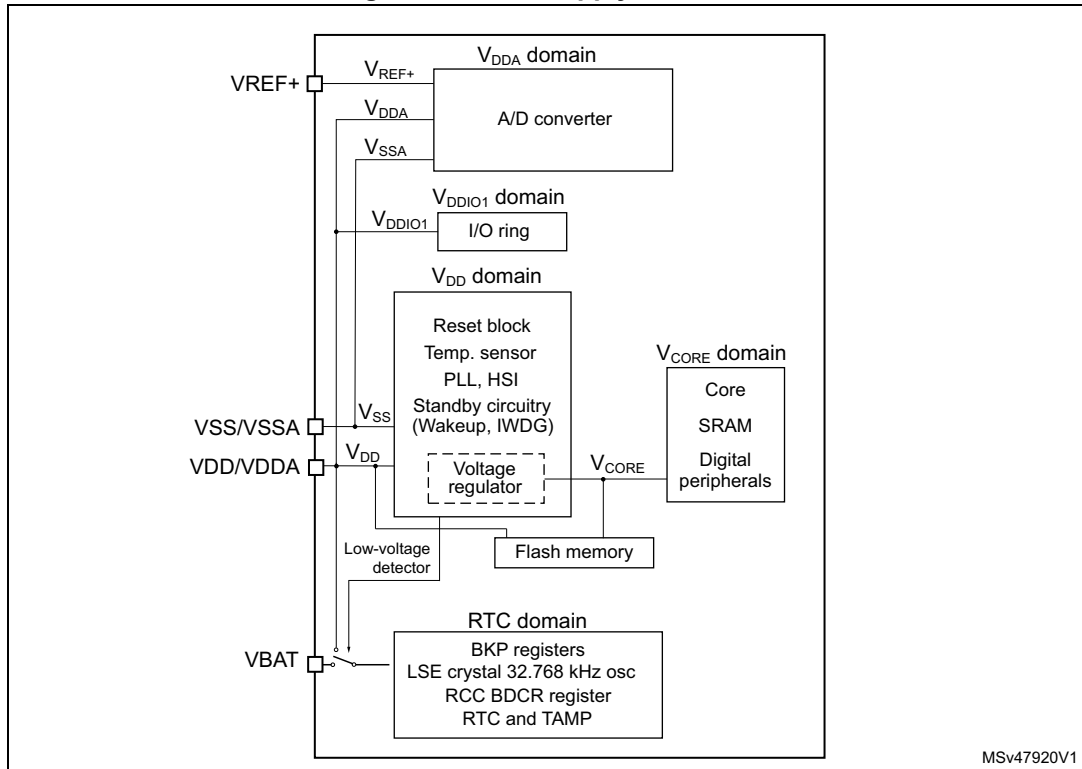 VDDA domain
VREF+
VREF+
VDDA
A/D converter
VSSA
VDDIO1 domain
VDDIO1
I/O ring
VDD domain
Reset block
Temp. sensor
PLL, HSI
Standby circuitry
(Wakeup, IWDG)
VCORE domain
Core
SRAM
Digital
peripherals
VSS/VSSA
VSS
VDD/VDDA
VDD
Voltage
regulator
VCORE
Flash memory
Low-voltage
detector
RTC domain
VBAT
BKP registers
LSE crystal 32.768 kHz osc
RCC BDCR register
RTC and TAMP
MSv47920V1